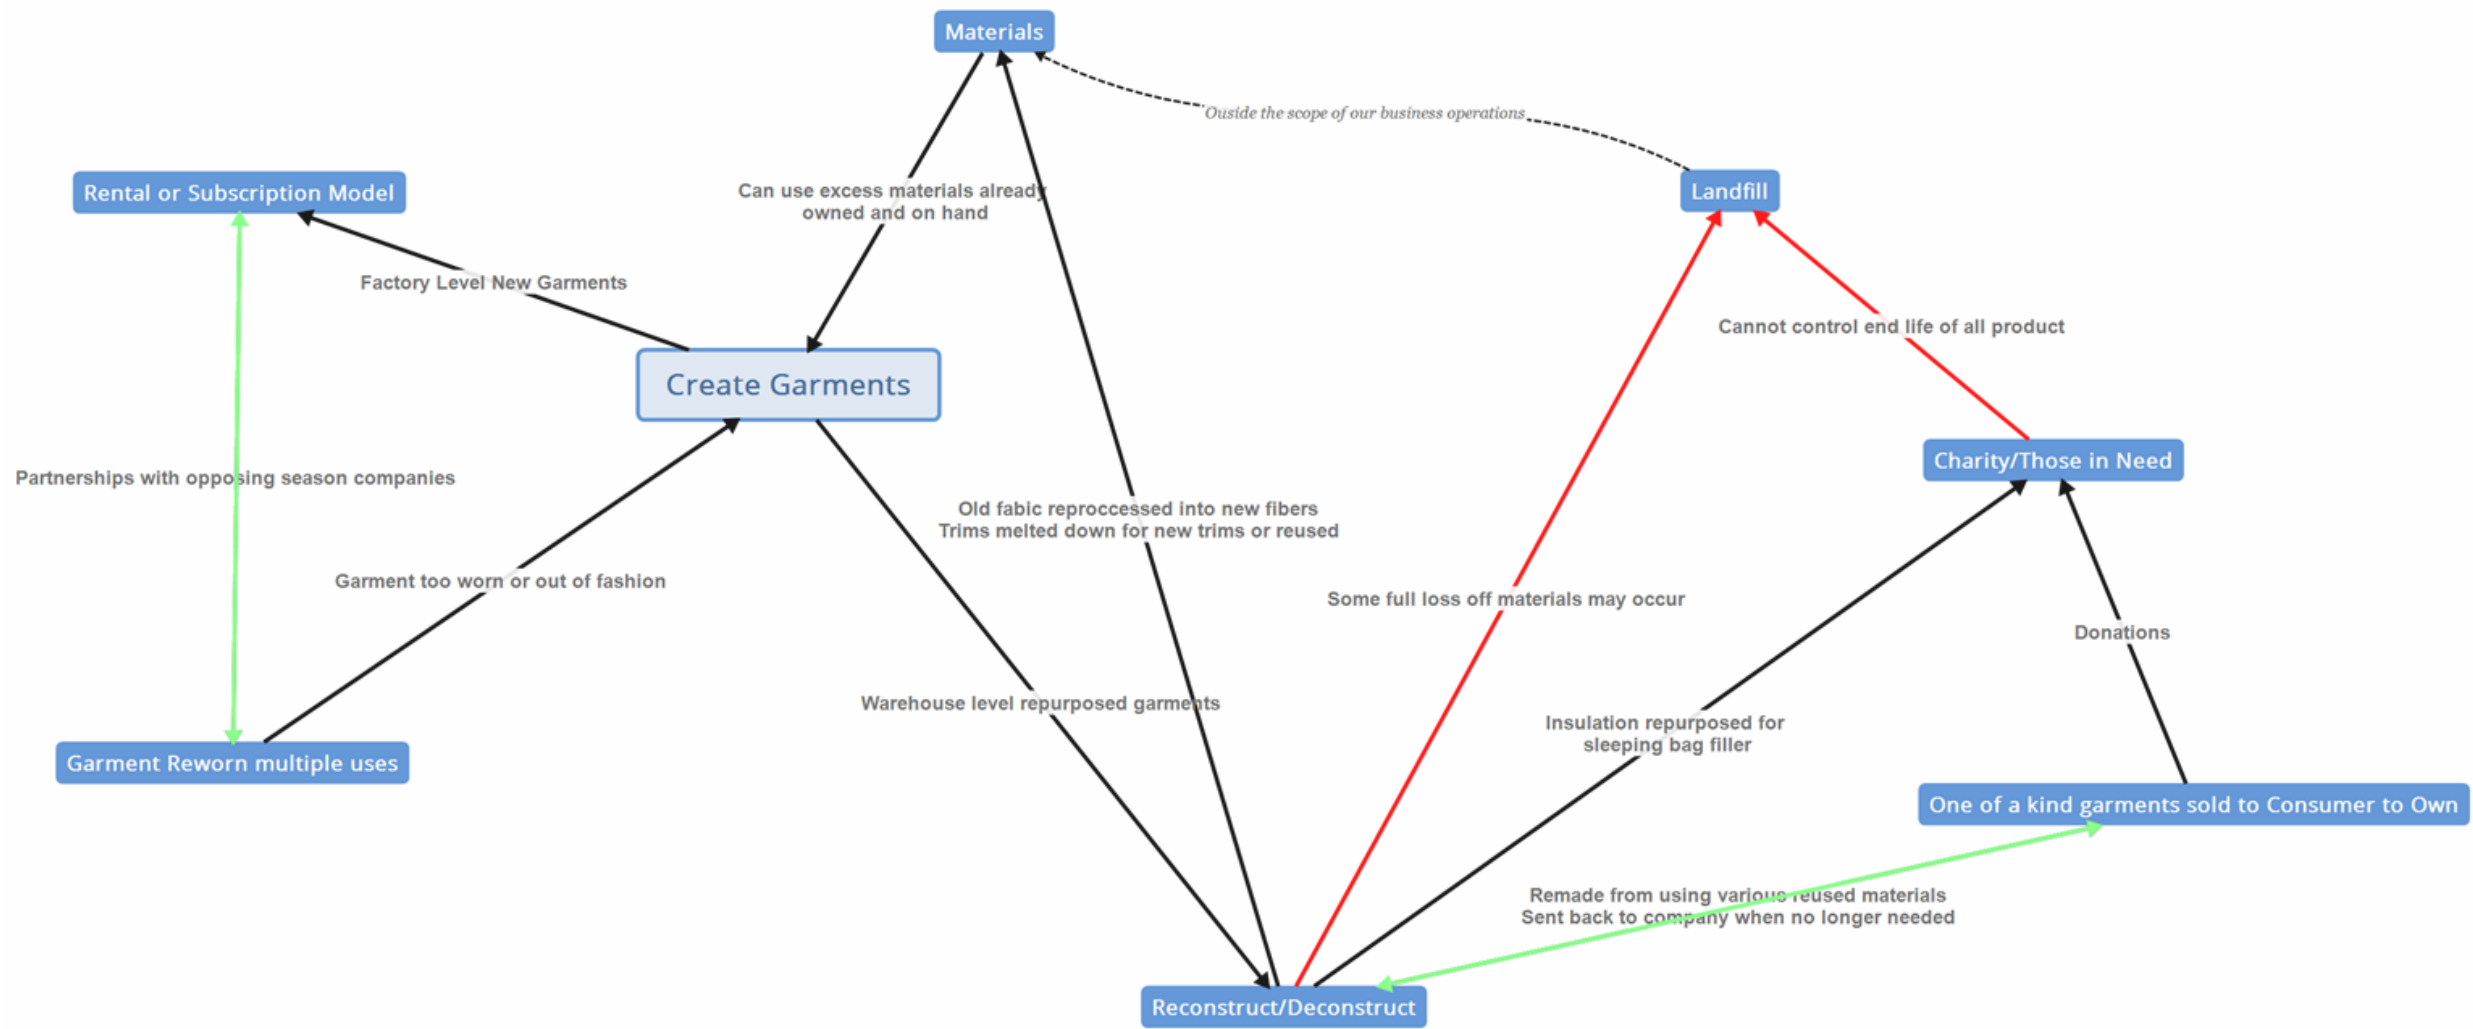 Materials
Ouside the scope of our business operations
Rental or Subscription Model
Can use excess materials already
owned and on hand
Landfill
Factory Level New Garments
Cannot control end life of all product
Create Garments
Charity/Those in Need
Partnerships with opposing season companies
Old fabic reproccessed into new fibers
Trims melted down for new trims or reused
Garment too worn or out of fashion
Some full loss off materials may occur
Donations
Warehouse level repurposed garments
Insulation repurposed for
sleeping bag filler
Garment Reworn multiple uses
One of a kind garments sold to Consumer to Own
Remade from using various reused materials
Sent back to company when no longer needed
Reconstruct/Deconstruct